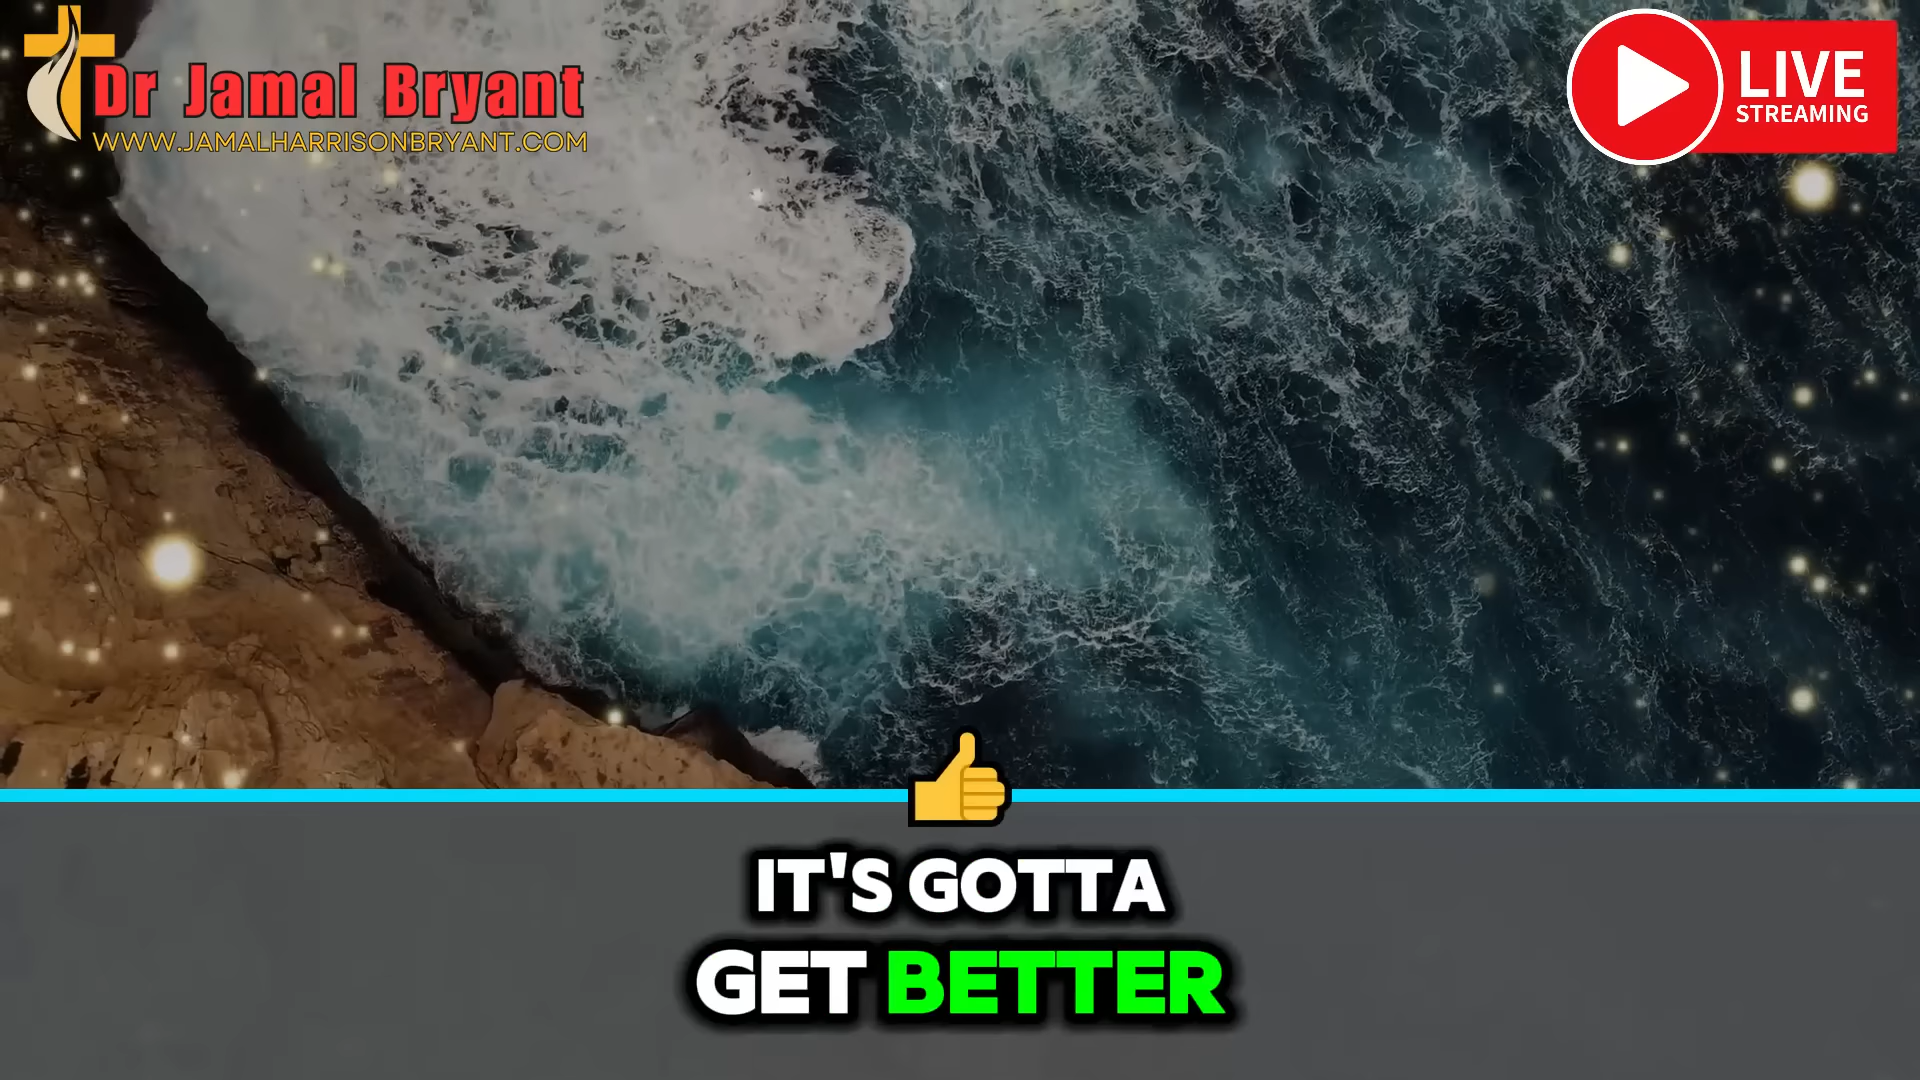 Dr Jamal Bryant
WWW.JAMALHARRISONBRYANT.COM
LIVE
STREAMING
IT'S GOTTA
GET BETTER